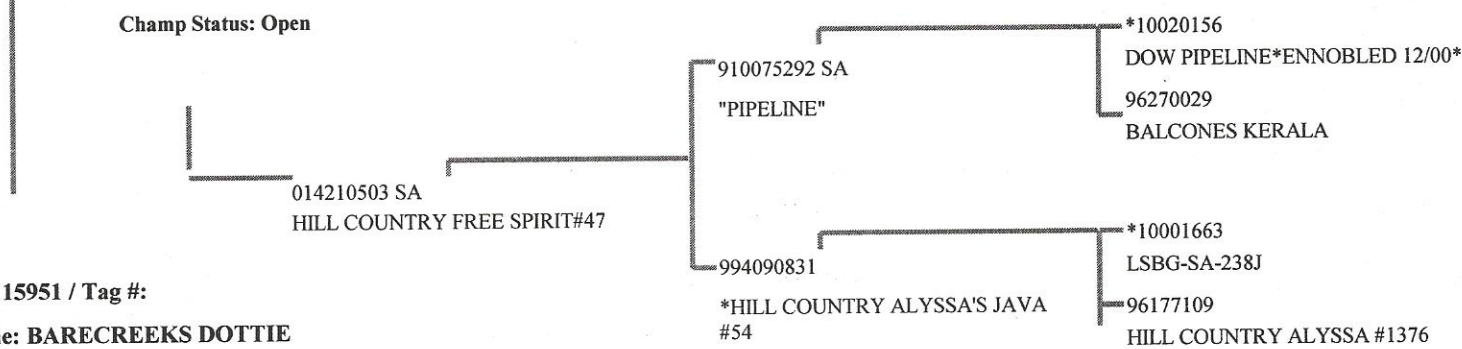 Champ Status: Open
*10020156
DOW PIPELINE*ENNOBLED 12/00*
910075292 SA
"PIPELINE"
96270029
BALCONES KERALA
014210503 SA
HILL COUNTRY FREE SPIRIT#47
*10001663
LSBG-SA-238J
994090831
*HILL COUNTRY ALYSSA'S JAVA
#54
96177109
HILL COUNTRY ALYSSA #1376
15951 / Tag #:
e: BARECREEKS DOTTIE